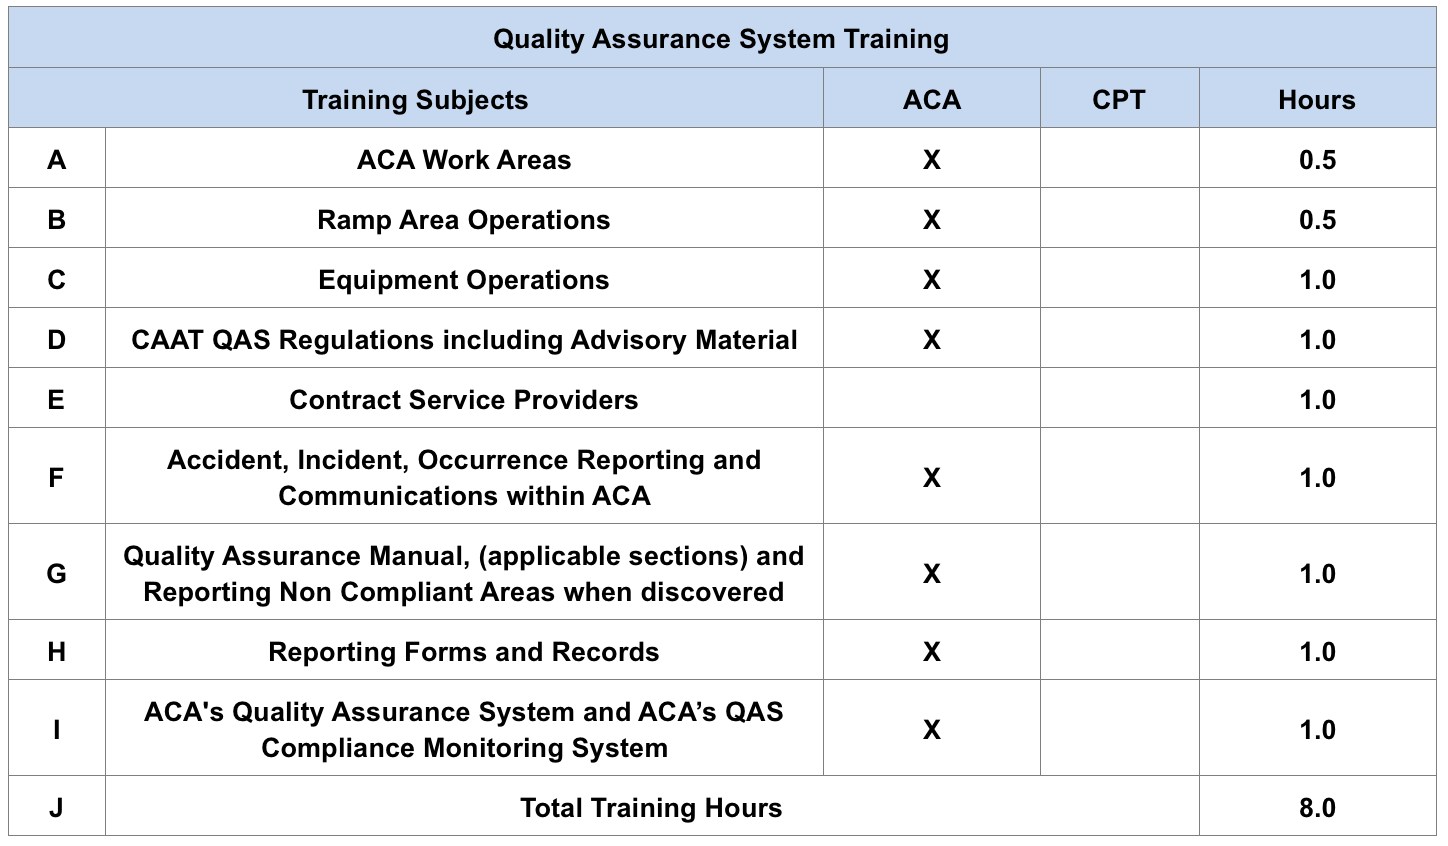 Quality Assurance System Training
Training Subjects ACA CPT Hours
A ACA Work Areas X 0.5
B Ramp Area Operations X 0.5
C Equipment Operations X 1.0
D CAAT QAS Regulations including Advisory Material X 1.0
E Contract Service Providers 1.0
F Accident, Incident, Occurrence Reporting and
Communications within ACA X 1.0
G Quality Assurance Manual, (applicable sections) and
Reporting Non Compliant Areas when discovered X 1.0
H Reporting Forms and Records X 1.0
I ACA's Quality Assurance System and ACA’s QAS
Compliance Monitoring System X 1.0
J Total Training Hours 8.0